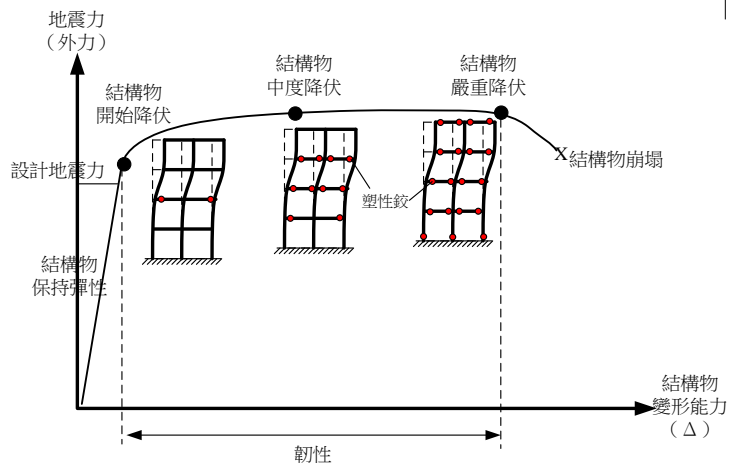 地震力
（外力）
結構物
開始降伏
結構物
中度降伏
結構物
嚴重降伏
X
結構物崩塌
設計地震力
塑性鉸
結構物
保持彈性
結構物
變形能力
（Δ）
韌性